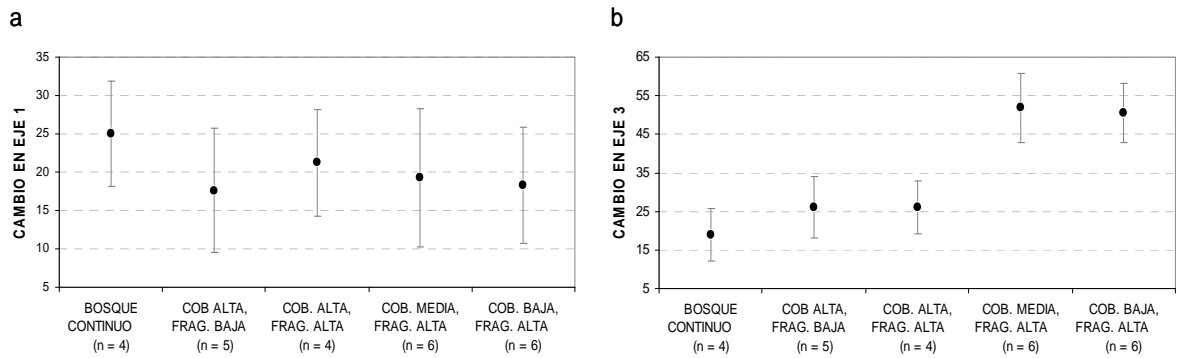 a
CAMBIO EN EJE 1
35
30
25
20
15
10
5
BOSQUE
CONTINUO
(n = 4)
COB ALTA,
FRAG. BAJA
(n = 5)
COB. ALTA,
FRAG. ALTA
(n = 4)
COB. MEDIA,
FRAG. ALTA
(n = 6)
COB. BAJA,
FRAG. ALTA
(n = 6)
b
CAMBIO EN EJE 3
65
55
45
35
25
15
5
BOSQUE
CONTINUO
(n = 4)
COB ALTA,
FRAG. BAJA
(n = 5)
COB. ALTA,
FRAG. ALTA
(n = 4)
COB. MEDIA,
FRAG. ALTA
(n = 6)
COB. BAJA,
FRAG. ALTA
(n = 6)